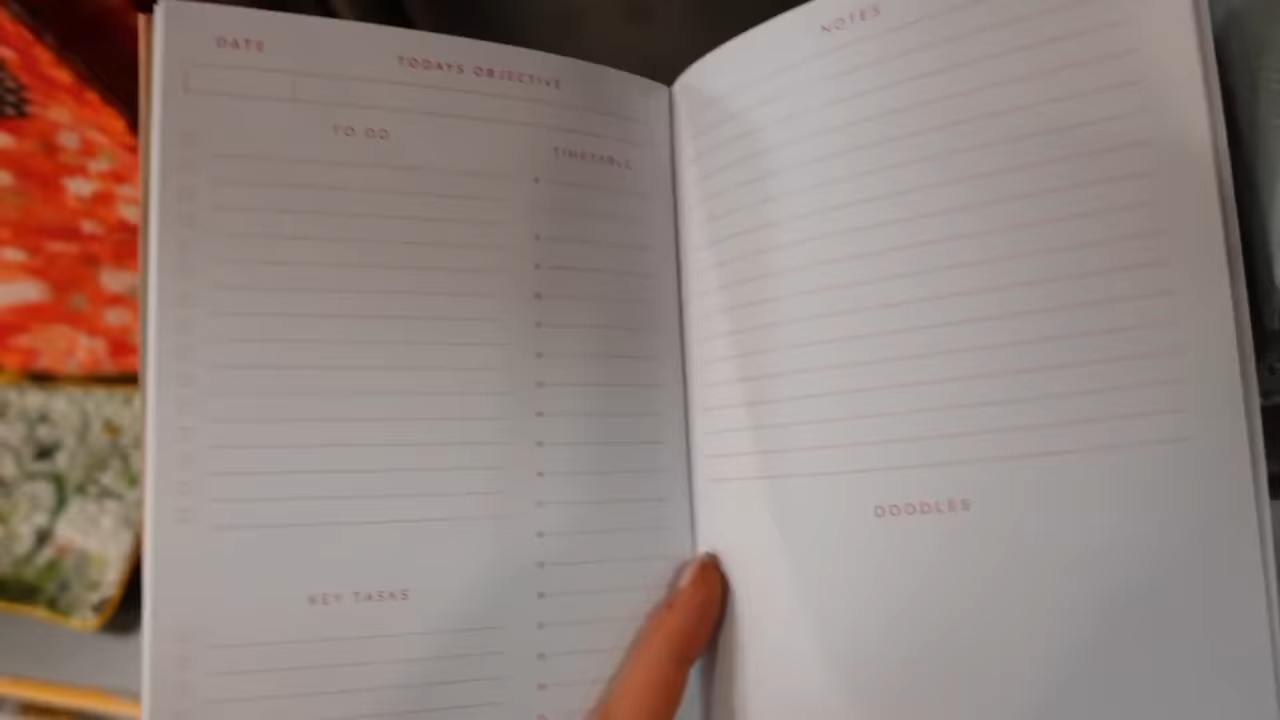 DATE
TODAYS OBJECTIVE
TO DO
TIMETABLE
KEY TASKS
NOTES
DOODLES